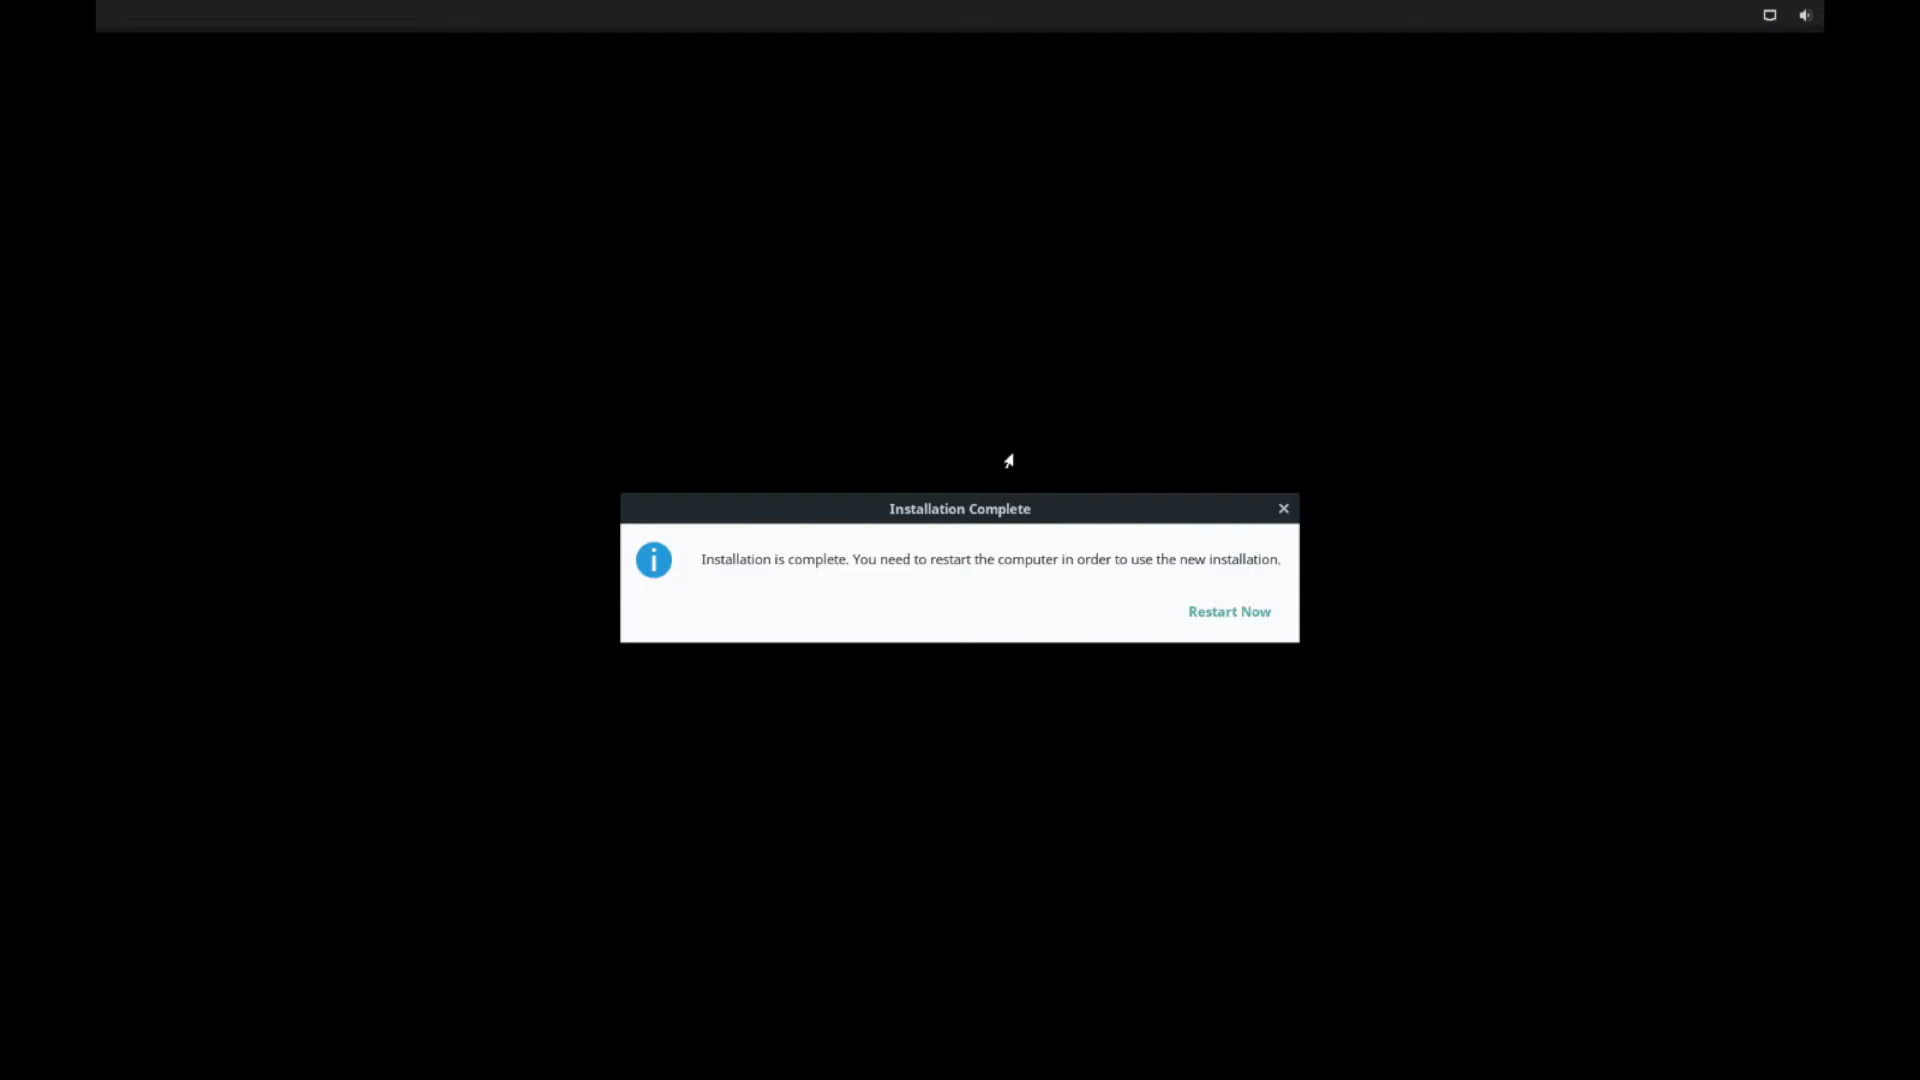 Installation Complete
Installation is complete. You need to restart the computer in order to use the new installation.
Restart Now